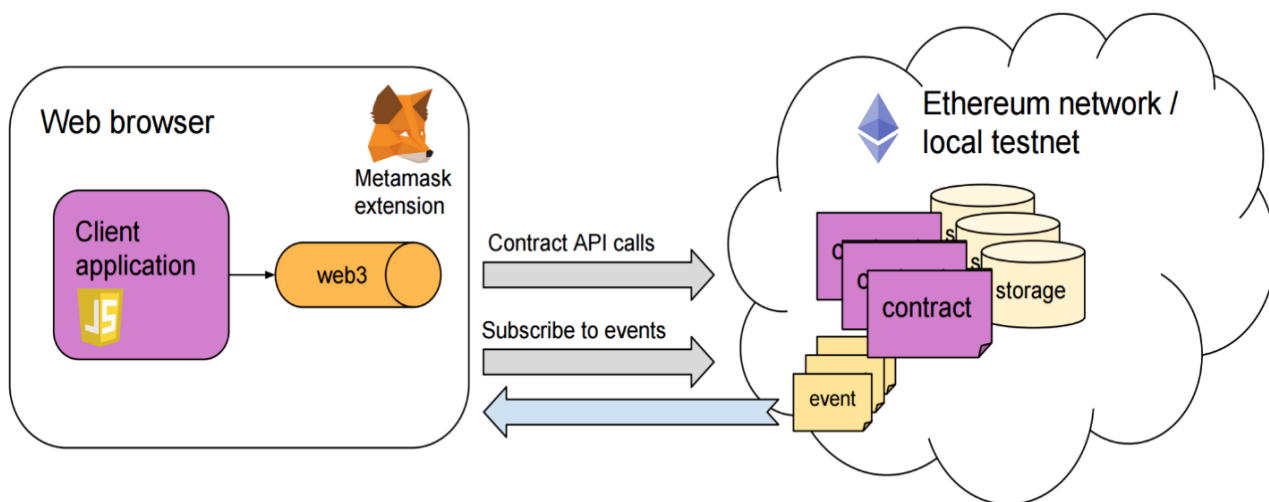 Web browser
Metamask
extension
Client
application
JS
web3
Contract API calls
Subscribe to events
Ethereum network /
local testnet
c
s
c
s
contract
storage
event